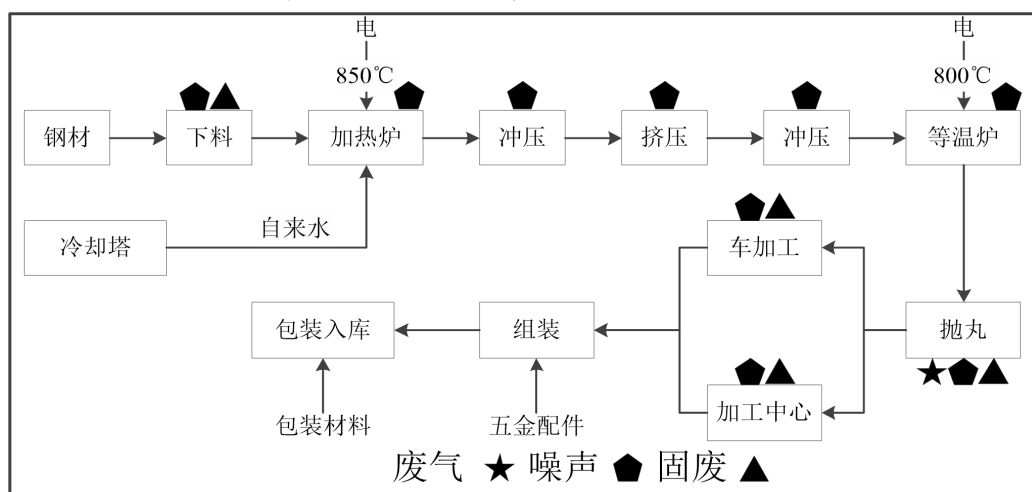 电
电
850℃
800℃
钢材
下料
加热炉
冲压
挤压
冲压
等温炉
自来水
冷却塔
车加工
包装入库
组装
抛丸
加工中心
包装材料
五金配件
废气 噪声 固废